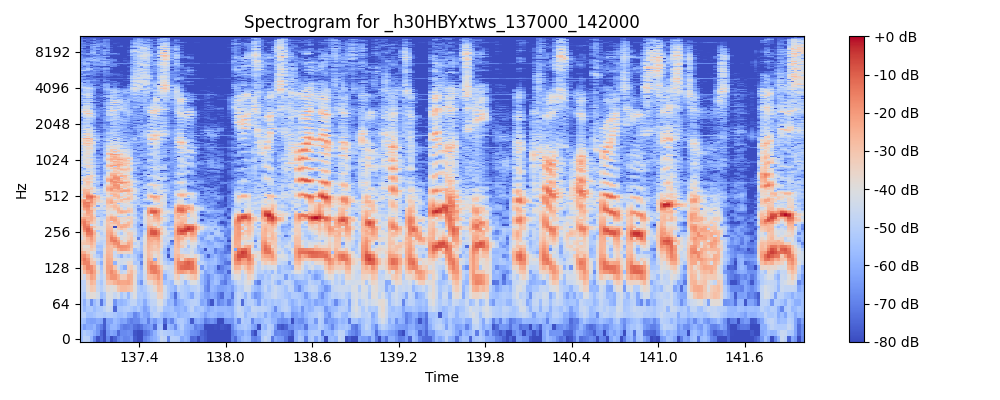 Spectrogram for _h30HBYxtws_137000_142000
8192
4096
2048
1024
512
256
128
64
0
Hz
137.4 138.0 138.6 139.2 139.8 140.4 141.0 141.6
Time
+0 dB
-10 dB
-20 dB
-30 dB
-40 dB
-50 dB
-60 dB
-70 dB
-80 dB